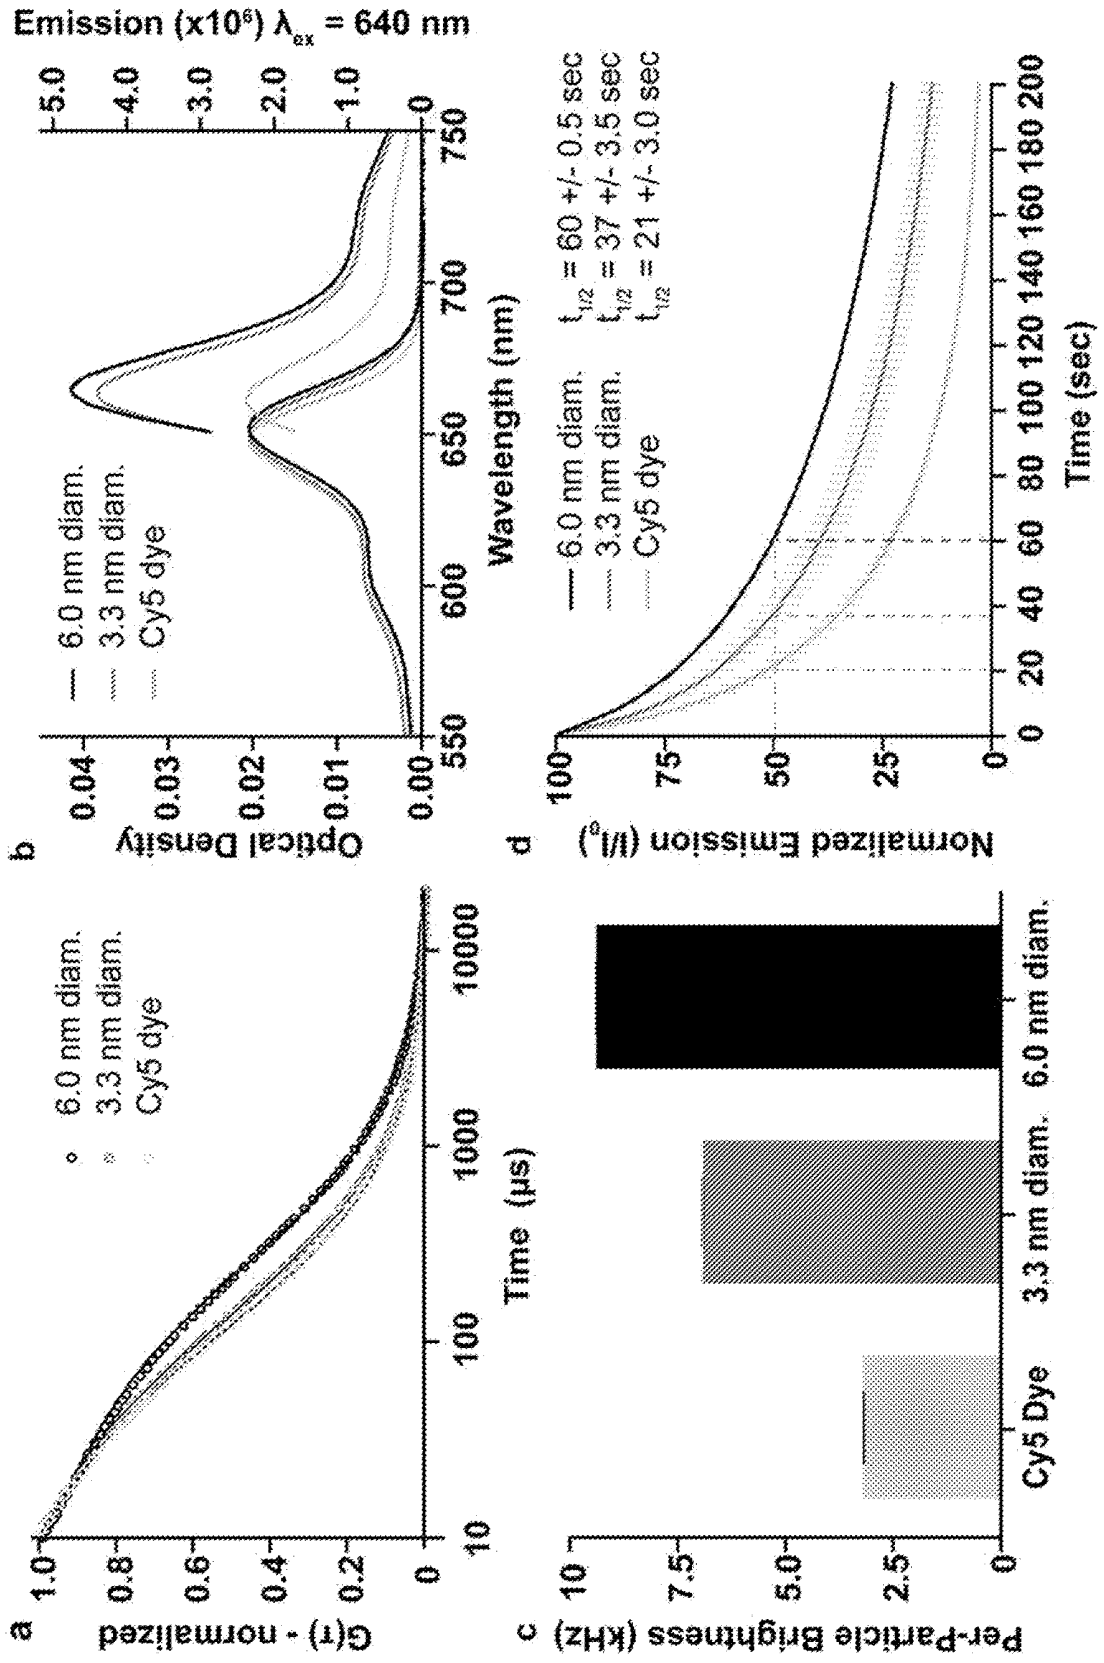 a
G(τ) - normalized
1.0
0.8
0.6
0.4
0.2
0
10
100
1000
10000
Time (µs)
6.0 nm diam.
3.3 nm diam.
Cy5 dye
b
Optical Density
0.04
0.03
0.02
0.01
0.00
550
600
650
700
750
Wavelength (nm)
6.0 nm diam.
3.3 nm diam.
Cy5 dye
5.0
4.0
3.0
2.0
1.0
0
Emission (x10⁶) λex = 640 nm
c
Per-Particle Brightness (kHz)
10
7.5
5.0
2.5
0
Cy5 Dye
3.3 nm diam.
6.0 nm diam.
d
Normalized Emission (I/I₀)
100
75
50
25
0
0 20 40 60 80 100 120 140 160 180 200
Time (sec)
6.0 nm diam. t1/2 = 60 +/- 0.5 sec
3.3 nm diam. t1/2 = 37 +/- 3.5 sec
Cy5 dye t1/2 = 21 +/- 3.0 sec